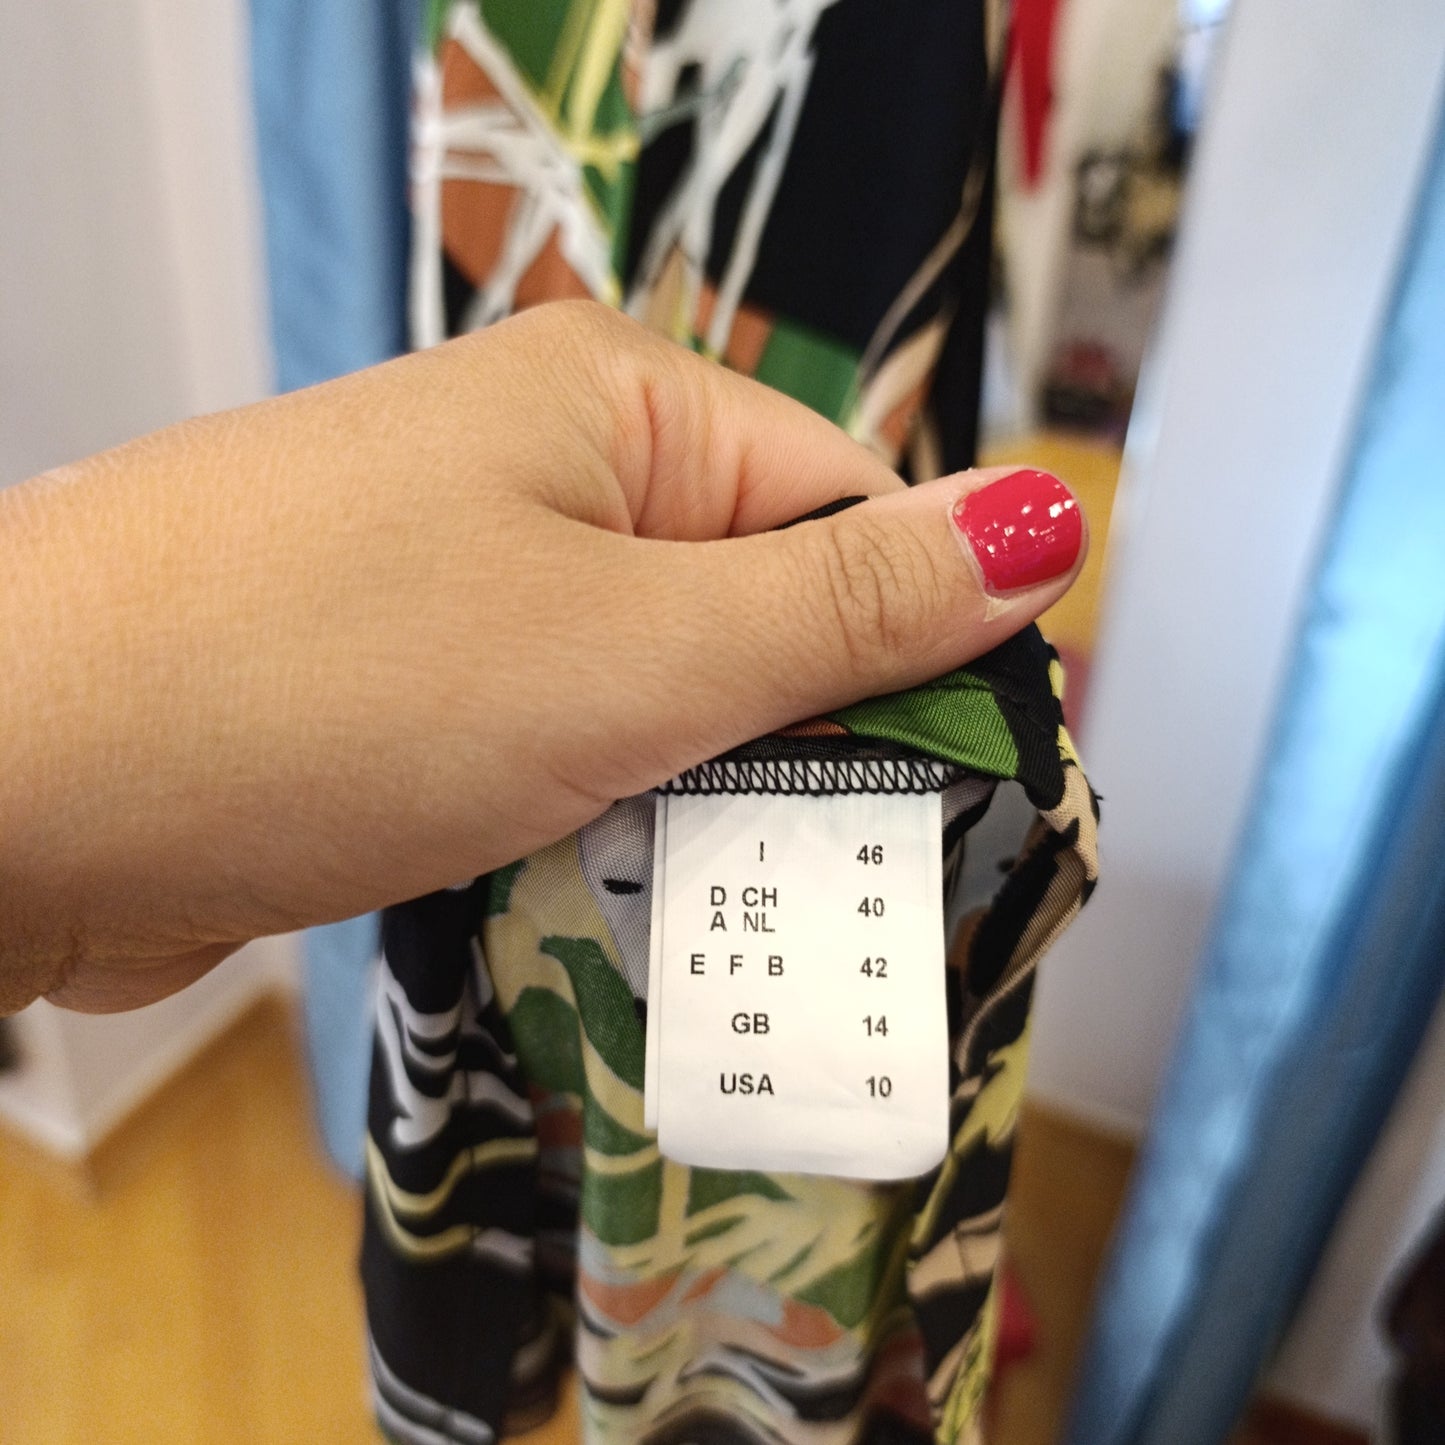 I 46
D CH 40
A NL
E F B 42
GB 14
USA 10